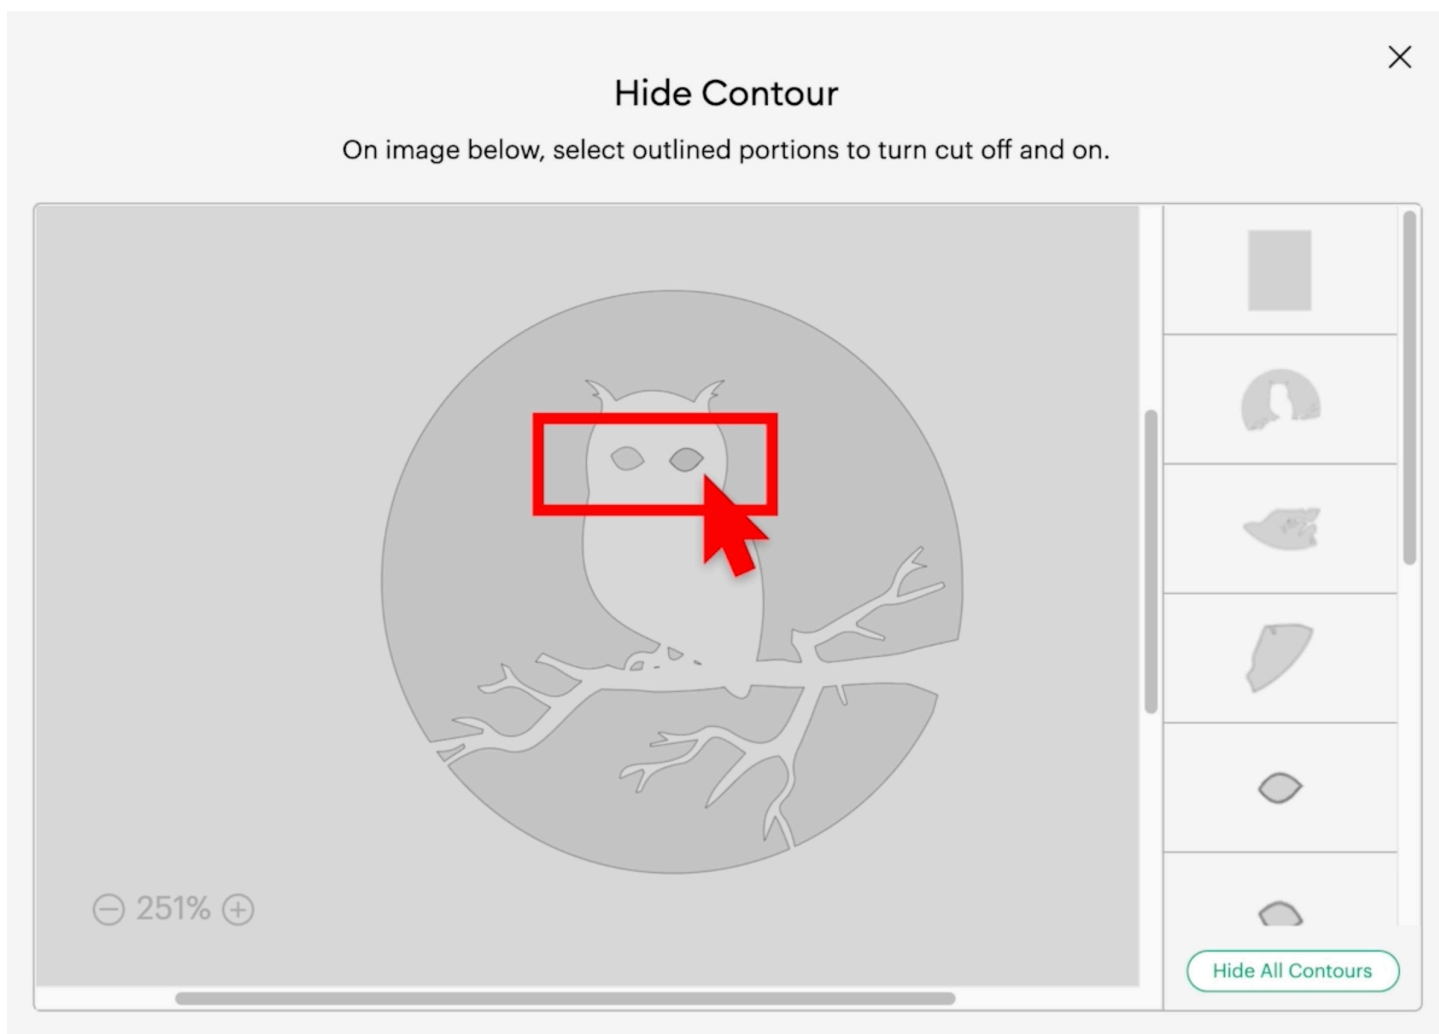 Hide Contour
On image below, select outlined portions to turn cut off and on.
251%
Hide All Contours